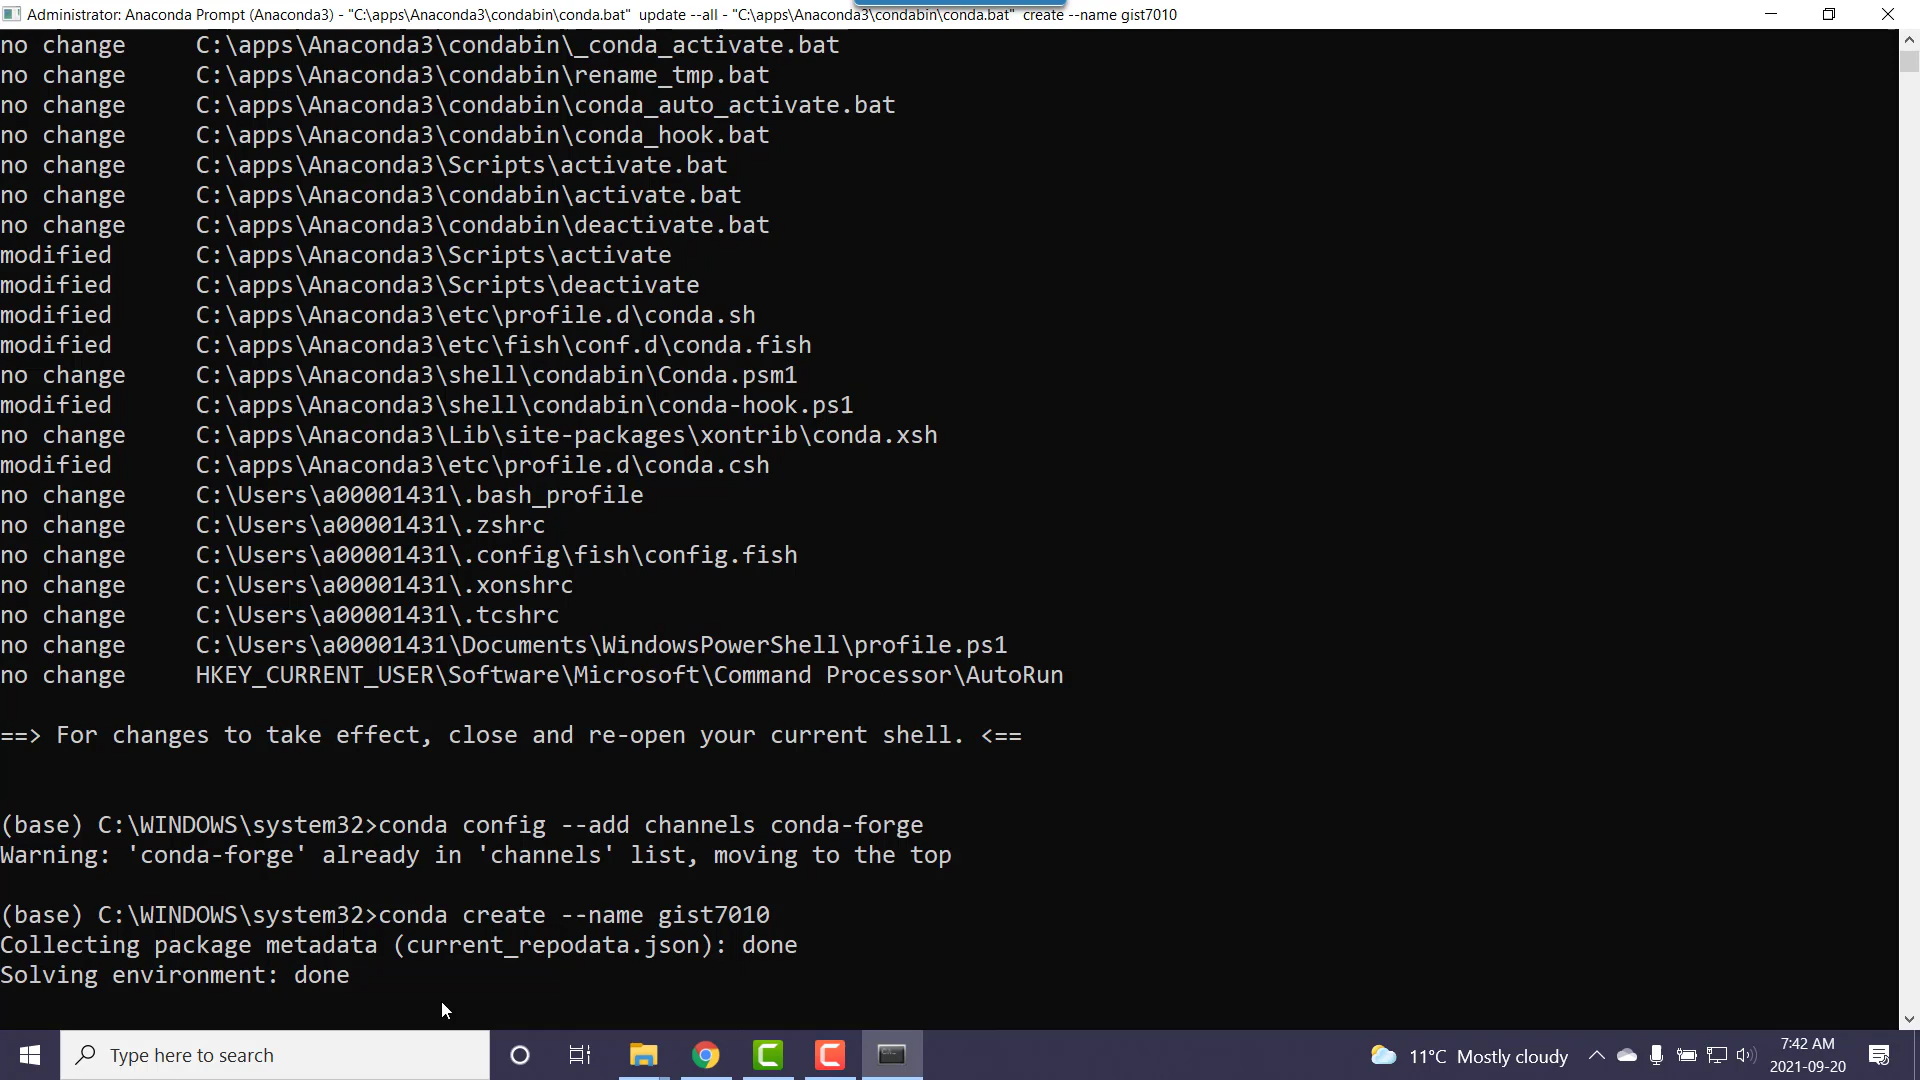 Administrator: Anaconda Prompt (Anaconda3) - "C:\apps\Anaconda3\condabin\conda.bat"  update --all - "C:\apps\Anaconda3\condabin\conda.bat"  create --name gist7010
no change     C:\apps\Anaconda3\condabin\_conda_activate.bat
no change     C:\apps\Anaconda3\condabin\rename_tmp.bat
no change     C:\apps\Anaconda3\condabin\conda_auto_activate.bat
no change     C:\apps\Anaconda3\condabin\conda_hook.bat
no change     C:\apps\Anaconda3\Scripts\activate.bat
no change     C:\apps\Anaconda3\condabin\activate.bat
no change     C:\apps\Anaconda3\condabin\deactivate.bat
modified      C:\apps\Anaconda3\Scripts\activate
modified      C:\apps\Anaconda3\Scripts\deactivate
modified      C:\apps\Anaconda3\etc\profile.d\conda.sh
modified      C:\apps\Anaconda3\etc\fish\conf.d\conda.fish
no change     C:\apps\Anaconda3\shell\condabin\Conda.psm1
modified      C:\apps\Anaconda3\shell\condabin\conda-hook.ps1
no change     C:\apps\Anaconda3\Lib\site-packages\xontrib\conda.xsh
modified      C:\apps\Anaconda3\etc\profile.d\conda.csh
no change     C:\Users\a00001431\.bash_profile
no change     C:\Users\a00001431\.zshrc
no change     C:\Users\a00001431\.config\fish\config.fish
no change     C:\Users\a00001431\.xonshrc
no change     C:\Users\a00001431\.tcshrc
no change     C:\Users\a00001431\Documents\WindowsPowerShell\profile.ps1
no change     HKEY_CURRENT_USER\Software\Microsoft\Command Processor\AutoRun
==> For changes to take effect, close and re-open your current shell. <==
(base) C:\WINDOWS\system32>conda config --add channels conda-forge
Warning: 'conda-forge' already in 'channels' list, moving to the top
(base) C:\WINDOWS\system32>conda create --name gist7010
Collecting package metadata (current_repodata.json): done
Solving environment: done
Type here to search
11°C  Mostly cloudy
7:42 AM
2021-09-20